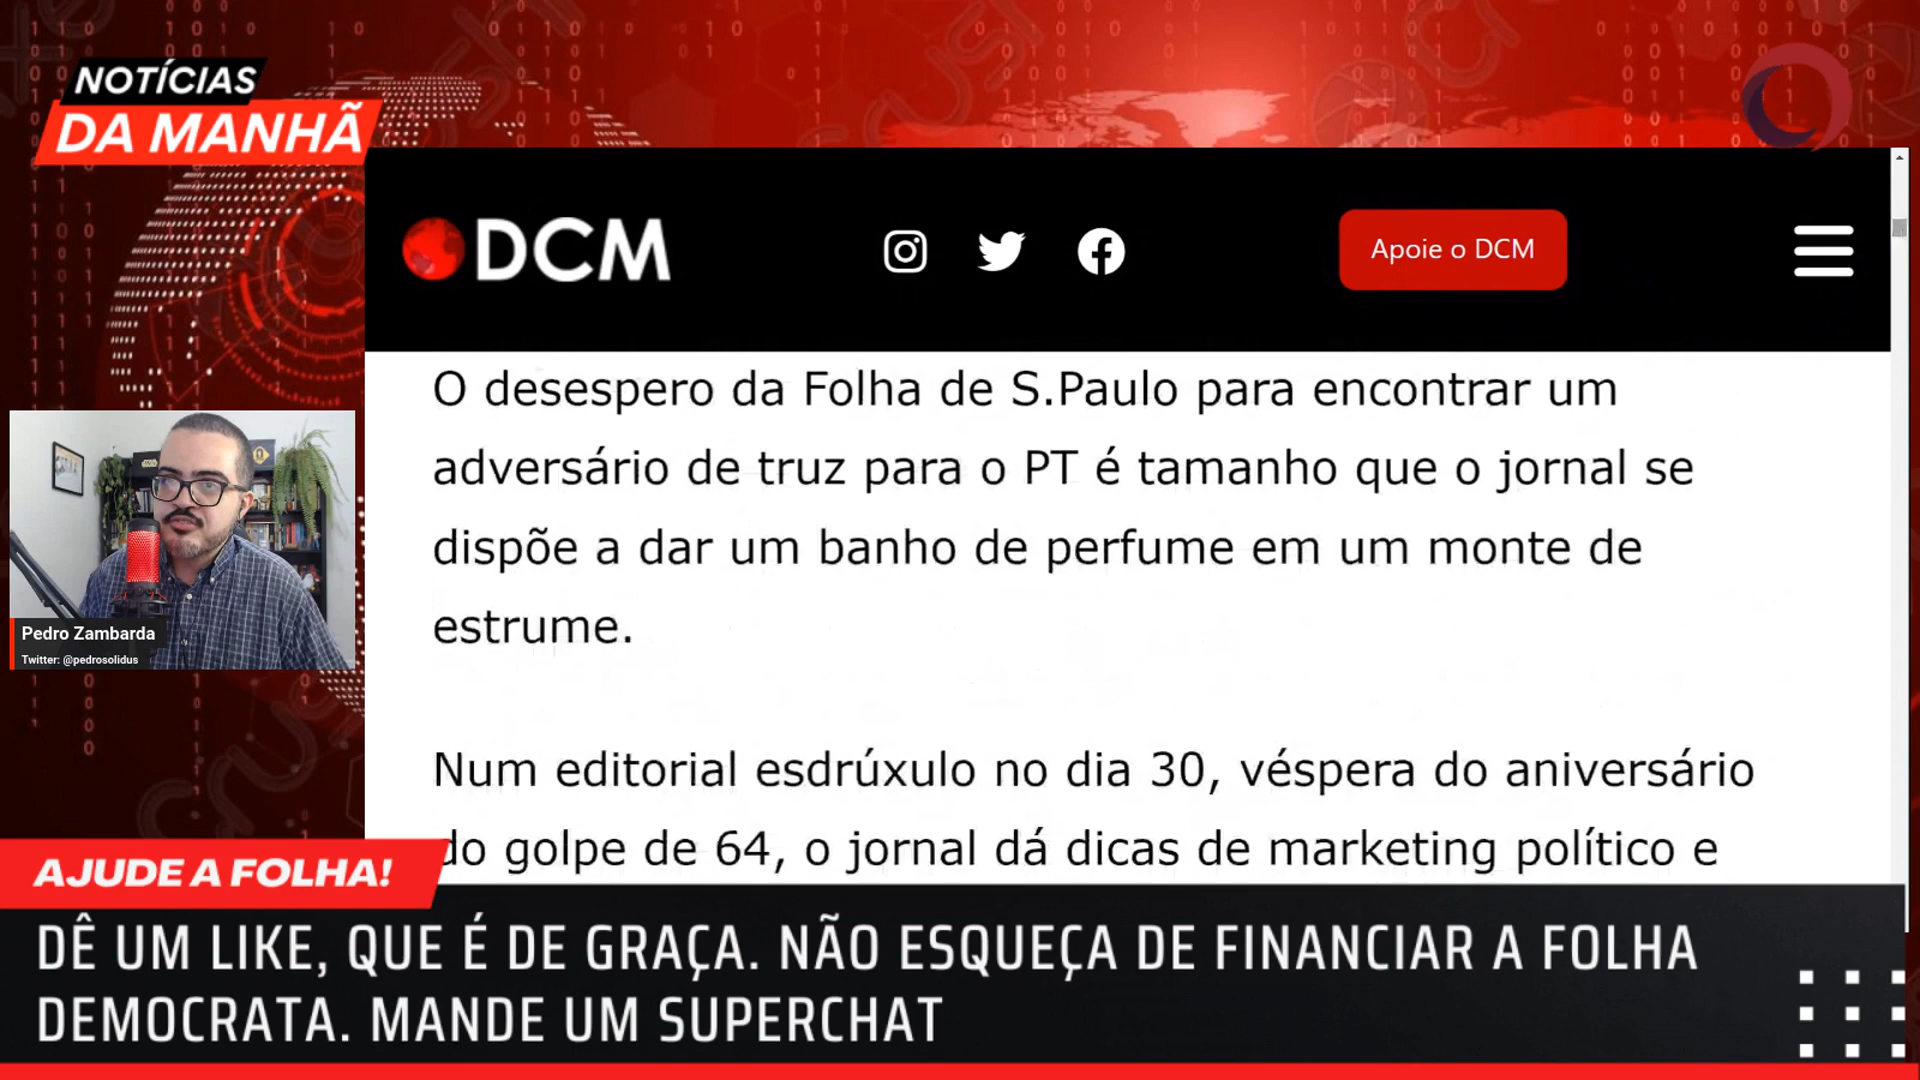 NOTÍCIAS
DA MANHÃ
DCM
Apoie o DCM
O desespero da Folha de S.Paulo para encontrar um
adversário de truz para o PT é tamanho que o jornal se
dispõe a dar um banho de perfume em um monte de
estrume.
Num editorial esdrúxulo no dia 30, véspera do aniversário
do golpe de 64, o jornal dá dicas de marketing político e
Pedro Zambarda
Twitter: @pedrosolidus
AJUDE A FOLHA!
DÊ UM LIKE, QUE É DE GRAÇA. NÃO ESQUEÇA DE FINANCIAR A FOLHA
DEMOCRATA. MANDE UM SUPERCHAT